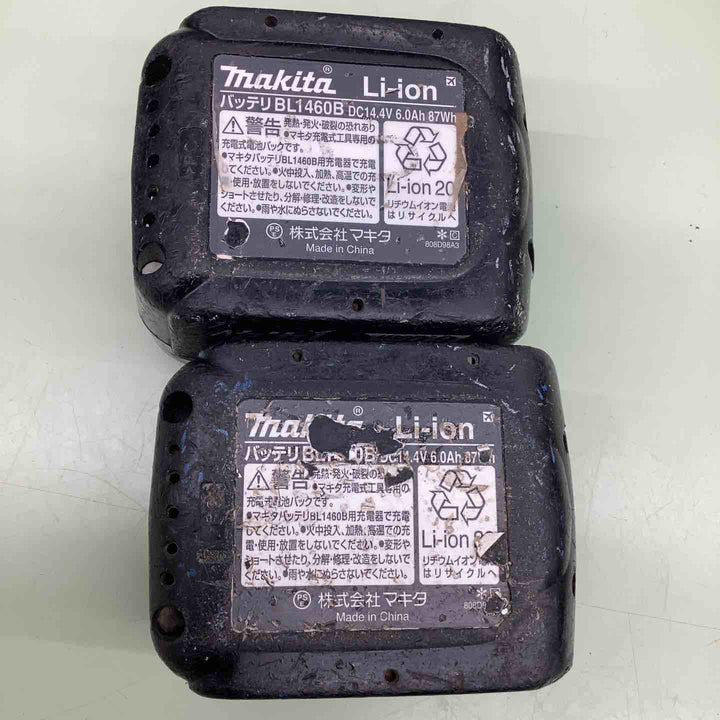 makita® Li-ion
バッテリ BL1460B DC14.4V 6.0Ah 87Wh
警告 発熱・発火・破裂の恐れあり
●マキタ充電式工具専用の
充電式電池パックです。
●マキタバッテリBL1460B用充電器で充電
してください。●火中投入、加熱、高温での充
電・使用・放置をしないでください。●変形や
ショートさせたり、分解・修理・改造をしないで
ください。●雨や水にぬらさないでください。
Li-ion 20
リチウムイオン電
はリサイクルへ
PS E 株式会社マキタ
Made in China
808D98A3
makita® Li-ion
バッテリ BL 0B DC14.4V 6.0Ah 87Wh
警告 発熱・発火・破裂の恐れ
●マキタ充電式工具専用の
充電式電池パックです。
●マキタバッテリBL1460B用充電器で充電
してください。●火中投入、加熱、高温での充
電・使用・放置をしないでください。●変形や
ショートさせたり、分解・修理・改造をしないで
ください。●雨や水にぬらさないでください。
Li-ion
リチウムイオン
はリサイクルへ
PS E 株式会社マキタ
Made in China
808D9